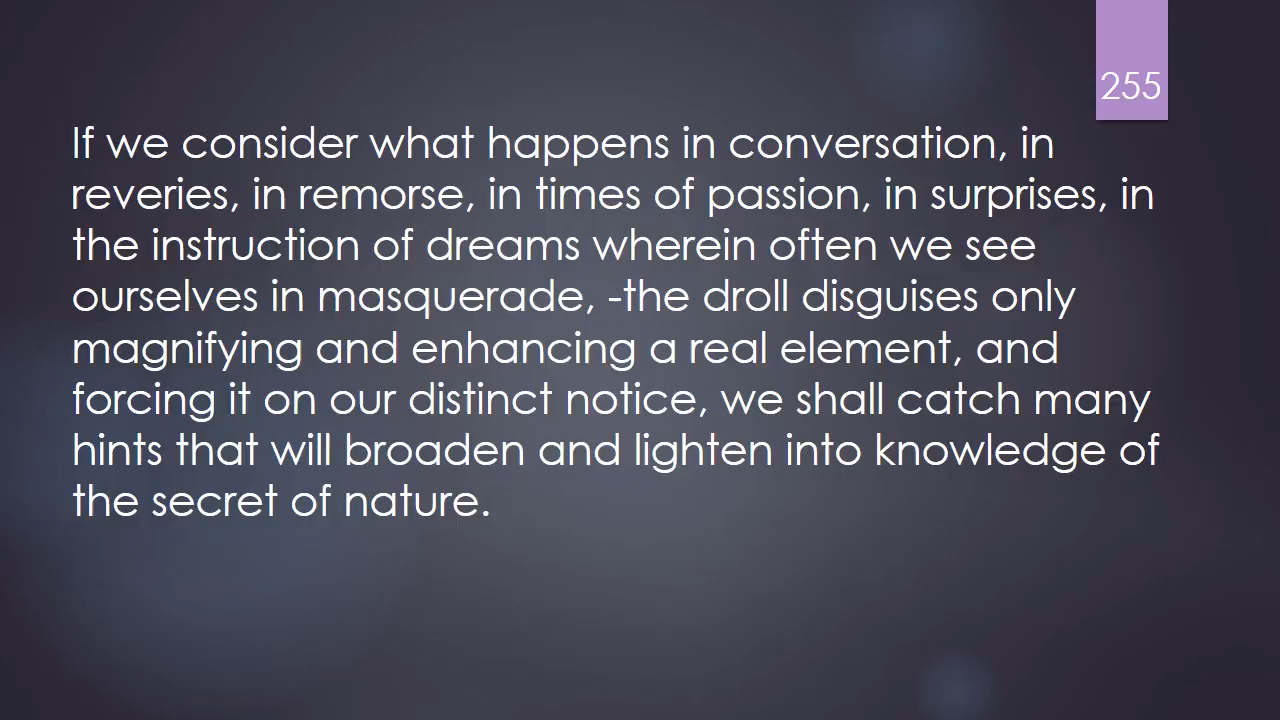 255
If we consider what happens in conversation, in
reveries, in remorse, in times of passion, in surprises, in
the instruction of dreams wherein often we see
ourselves in masquerade, -the droll disguises only
magnifying and enhancing a real element, and
forcing it on our distinct notice, we shall catch many
hints that will broaden and lighten into knowledge of
the secret of nature.